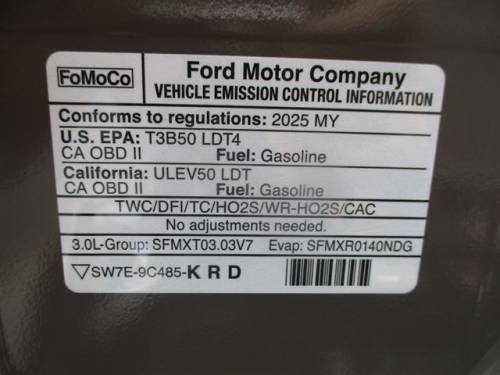 FoMoCo
Ford Motor Company
VEHICLE EMISSION CONTROL INFORMATION
Conforms to regulations: 2025 MY
U.S. EPA: T3B50 LDT4
CA OBD II Fuel: Gasoline
California: ULEV50 LDT
CA OBD II Fuel: Gasoline
TWC/DFI/TC/HO2S/WR-HO2S/CAC
No adjustments needed.
3.0L-Group: SFMXT03.03V7 Evap: SFMXR0140NDG
SW7E-9C485-K R D